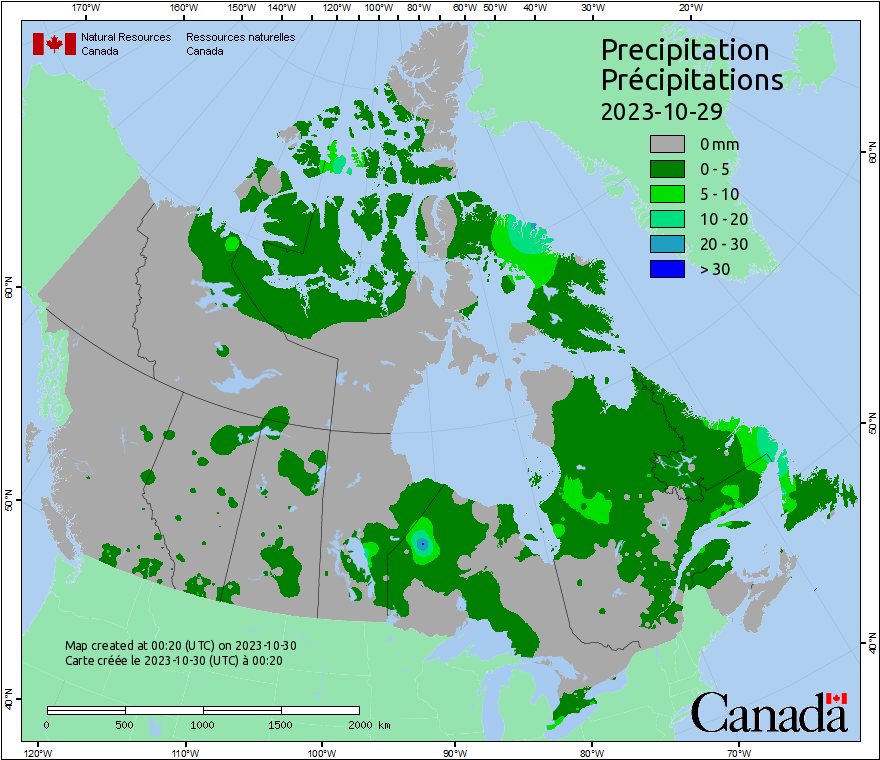 170°W 160°W 150°W 140°W 120°W 100°W 80°W 60°W 50°W 40°W 30°W 20°W
Natural Resources Canada
Ressources naturelles Canada
Precipitation
Précipitations
2023-10-29
0 mm
0 - 5
5 - 10
10 - 20
20 - 30
> 30
60°N
50°N
40°N
60°N
50°N
40°N
Map created at 00:20 (UTC) on 2023-10-30
Carte créée le 2023-10-30 (UTC) à 00:20
0 500 1000 1500 2000 km
Canada
120°W 110°W 100°W 90°W 80°W 70°W